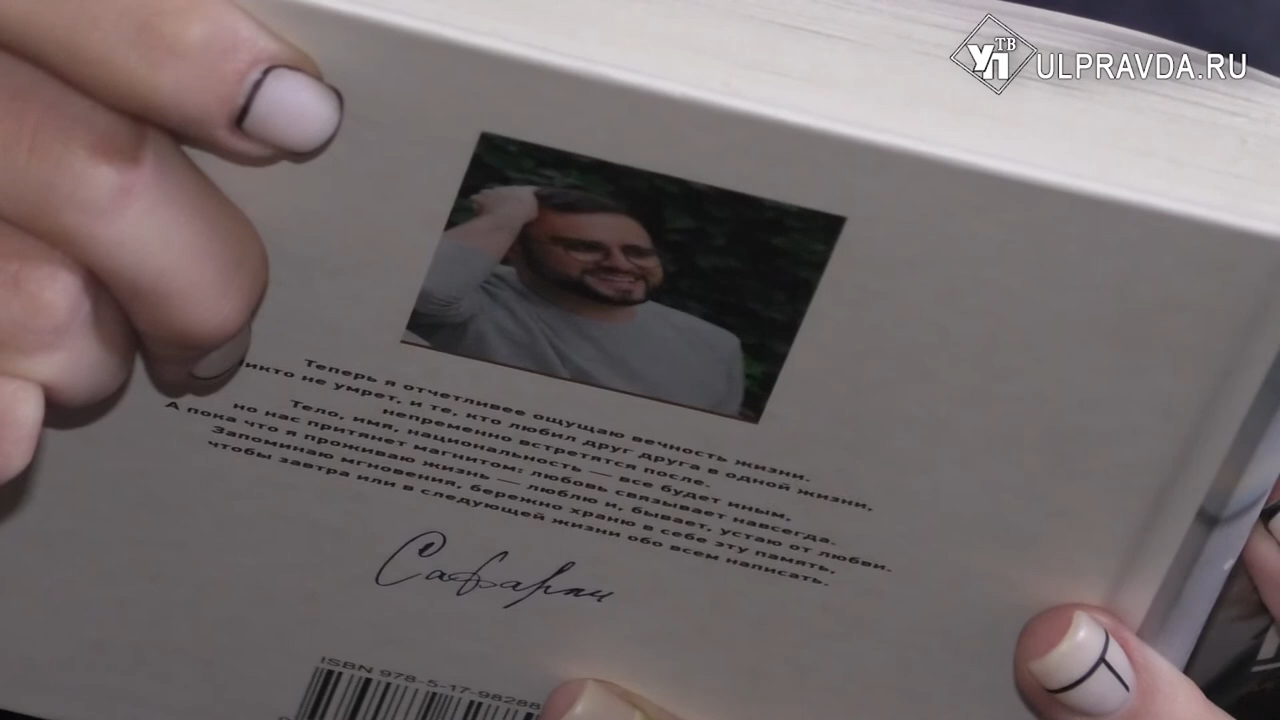 УП ТВ
ULPRAVDA.RU
Теперь я отчетливее ощущаю вечность жизни.
икто не умрет, и те, кто любил друг друга в одной жизни,
непременно встретятся после.
Тело, имя, национальность — все будет иным,
но нас притянет магнитом: любовь связывает навсегда.
А пока что я проживаю жизнь — люблю и, бывает, устаю от любви.
Запоминаю мгновения, бережно храню в себе эту память,
чтобы завтра или в следующей жизни обо всем написать.
Сафарли
ISBN 978-5-17-98288